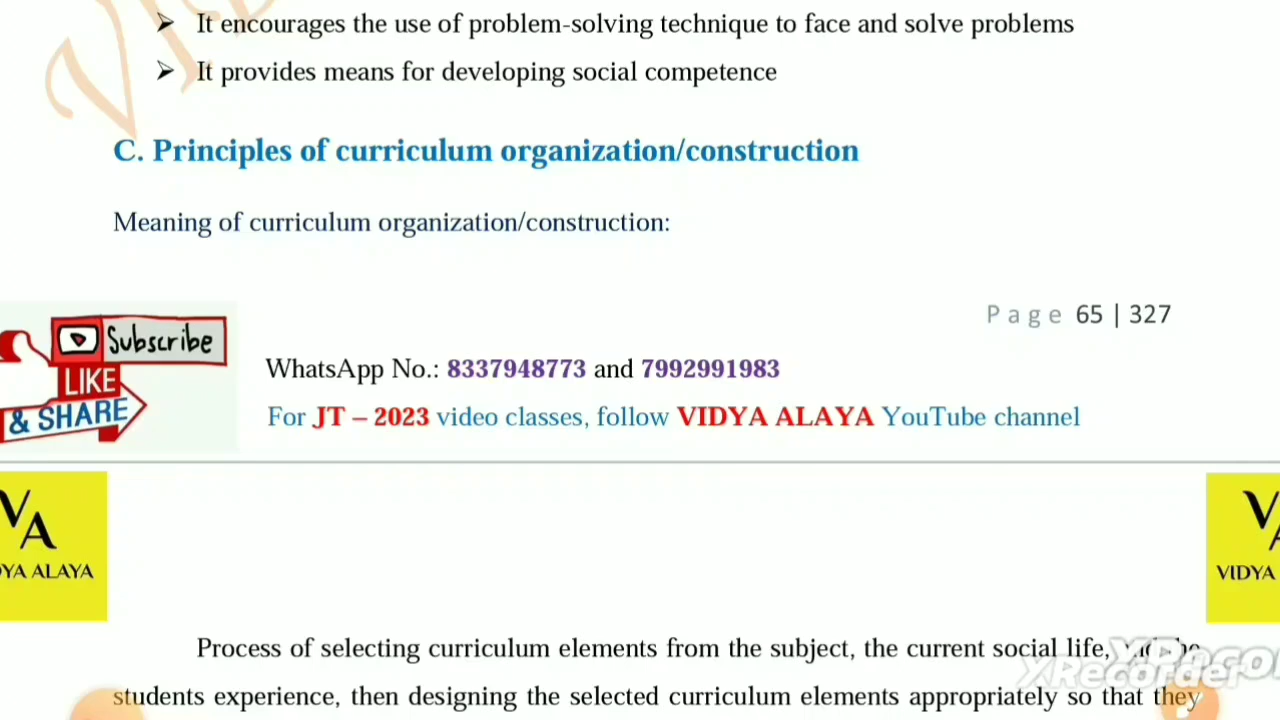 ➢ It encourages the use of problem-solving technique to face and solve problems
➢ It provides means for developing social competence
C. Principles of curriculum organization/construction
Meaning of curriculum organization/construction:
Page 65 | 327
Subscribe
LIKE
& SHARE
WhatsApp No.: 8337948773 and 7992991983
For JT – 2023 video classes, follow VIDYA ALAYA YouTube channel
VA
DYA ALAYA
V
VIDYA
Process of selecting curriculum elements from the subject, the current social life,
students experience, then designing the selected curriculum elements appropriately so that they
XRecorder